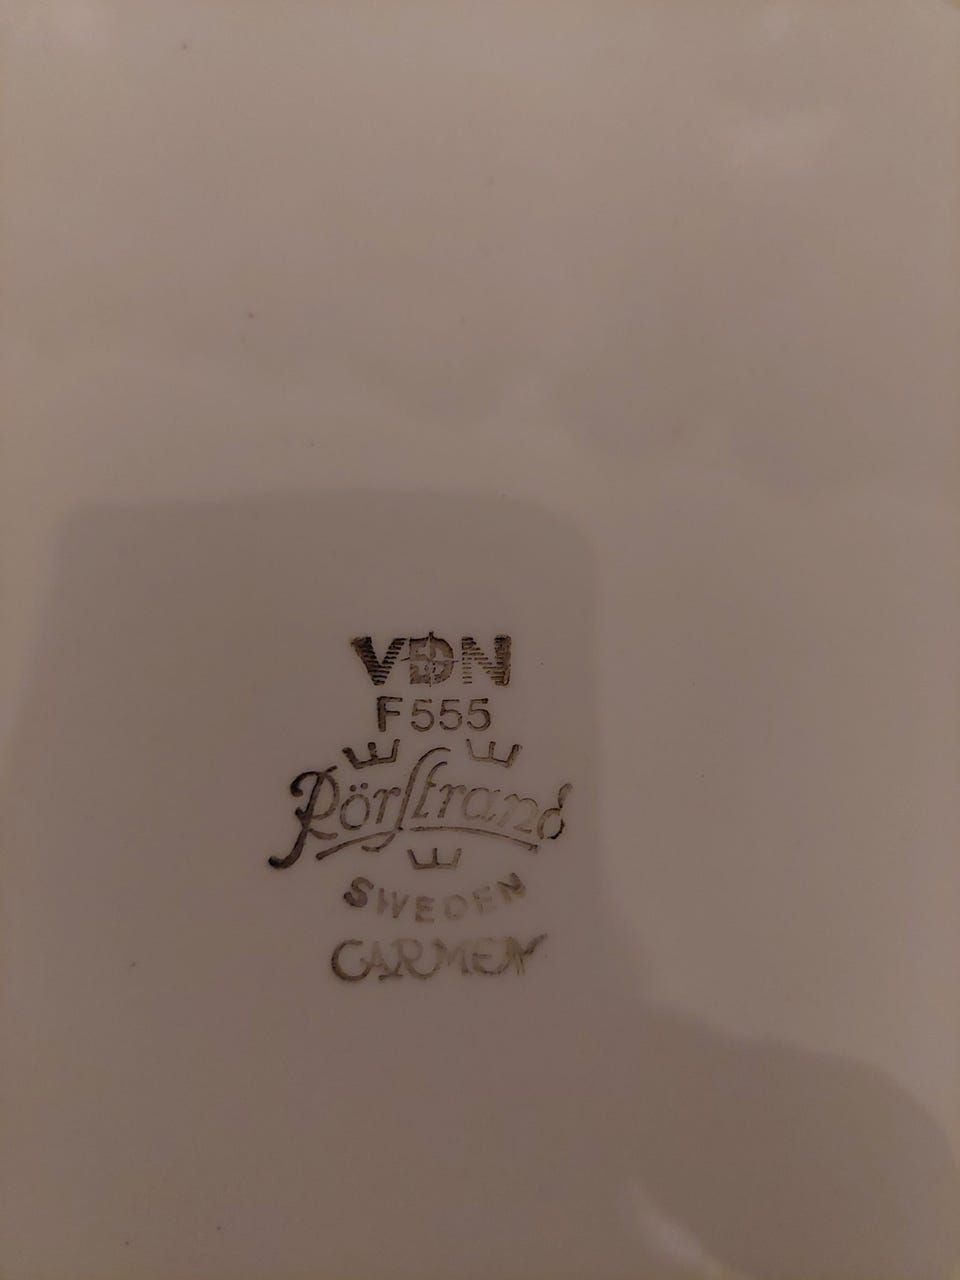 VDN
F555
Rörstrand
SWEDEN
CARMEN